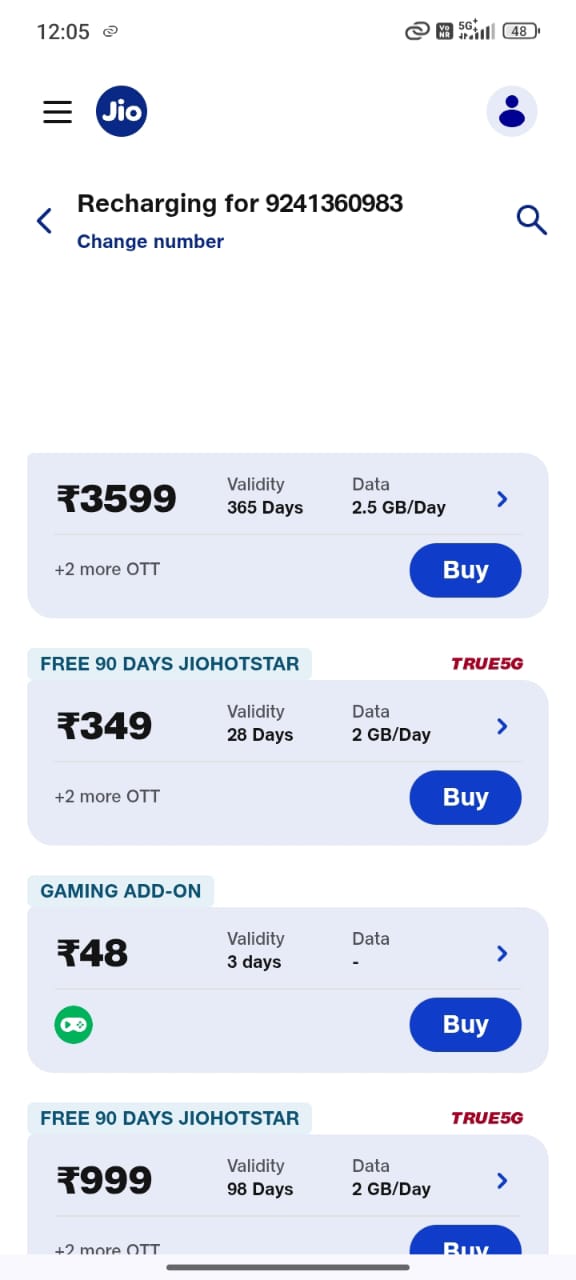 12:05
Vo NR 5G+ 48
Jio
Recharging for 9241360983
Change number
₹3599 Validity 365 Days Data 2.5 GB/Day
+2 more OTT Buy
FREE 90 DAYS JIOHOTSTAR TRUE5G
₹349 Validity 28 Days Data 2 GB/Day
+2 more OTT Buy
GAMING ADD-ON
₹48 Validity 3 days Data -
Buy
FREE 90 DAYS JIOHOTSTAR TRUE5G
₹999 Validity 98 Days Data 2 GB/Day
+2 more OTT Buy